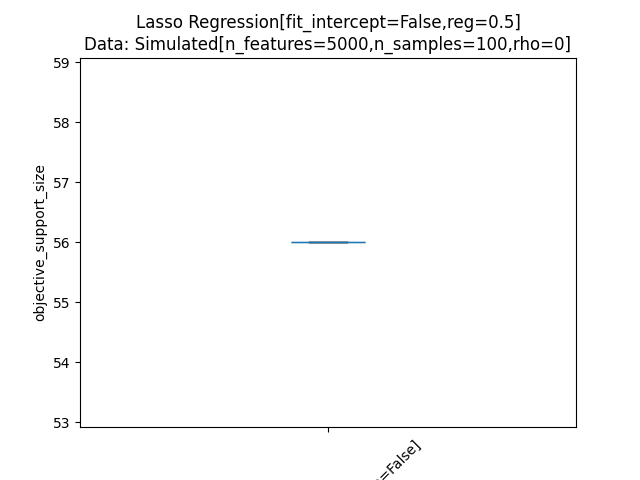 Lasso Regression[fit_intercept=False,reg=0.5]
Data: Simulated[n_features=5000,n_samples=100,rho=0]
objective_support_size
59
58
57
56
55
54
53
=False]